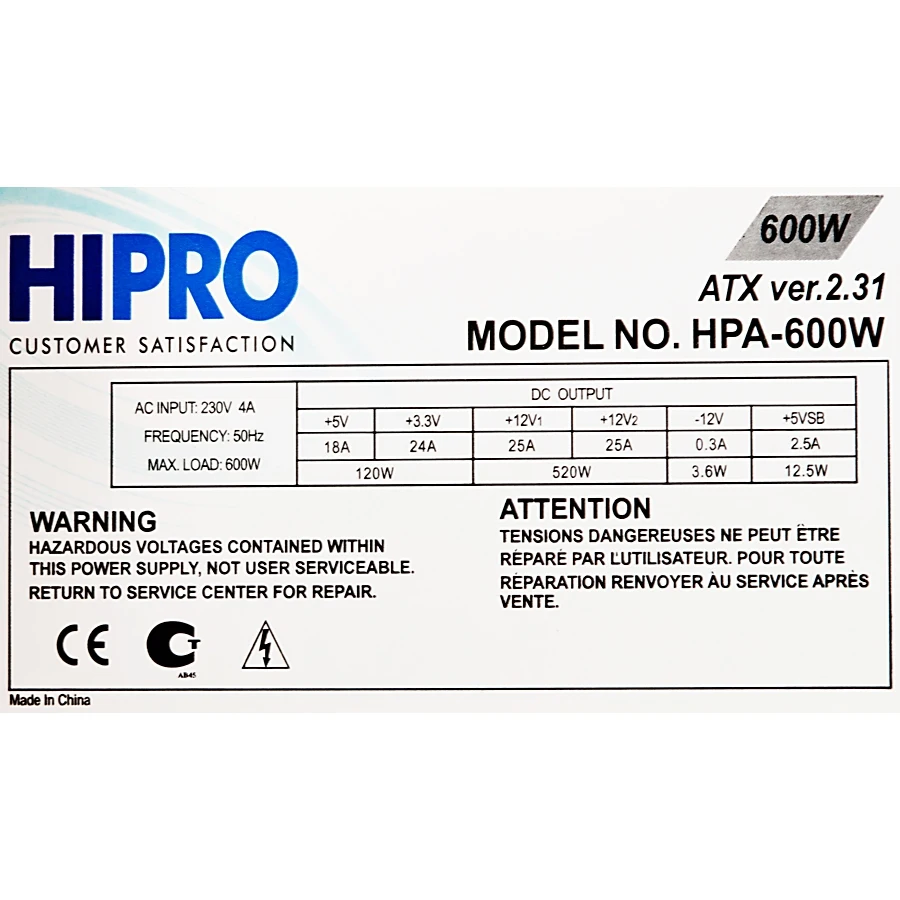 600W
HIPRO
ATX ver.2.31
CUSTOMER SATISFACTION
MODEL NO. HPA-600W
AC INPUT: 230V 4A
FREQUENCY: 50Hz
MAX. LOAD: 600W
DC OUTPUT
+5V +3.3V +12V1 +12V2 -12V +5VSB
18A 24A 25A 25A 0.3A 2.5A
120W 520W 3.6W 12.5W
WARNING
HAZARDOUS VOLTAGES CONTAINED WITHIN
THIS POWER SUPPLY, NOT USER SERVICEABLE.
RETURN TO SERVICE CENTER FOR REPAIR.
ATTENTION
TENSIONS DANGEREUSES NE PEUT ËTRE
RÉPARÉ PAR L'UTILISATEUR. POUR TOUTE
RÉPARATION RENVOYER ÀU SERVICE APRÈS
VENTE.
CE
AB45
Made In China